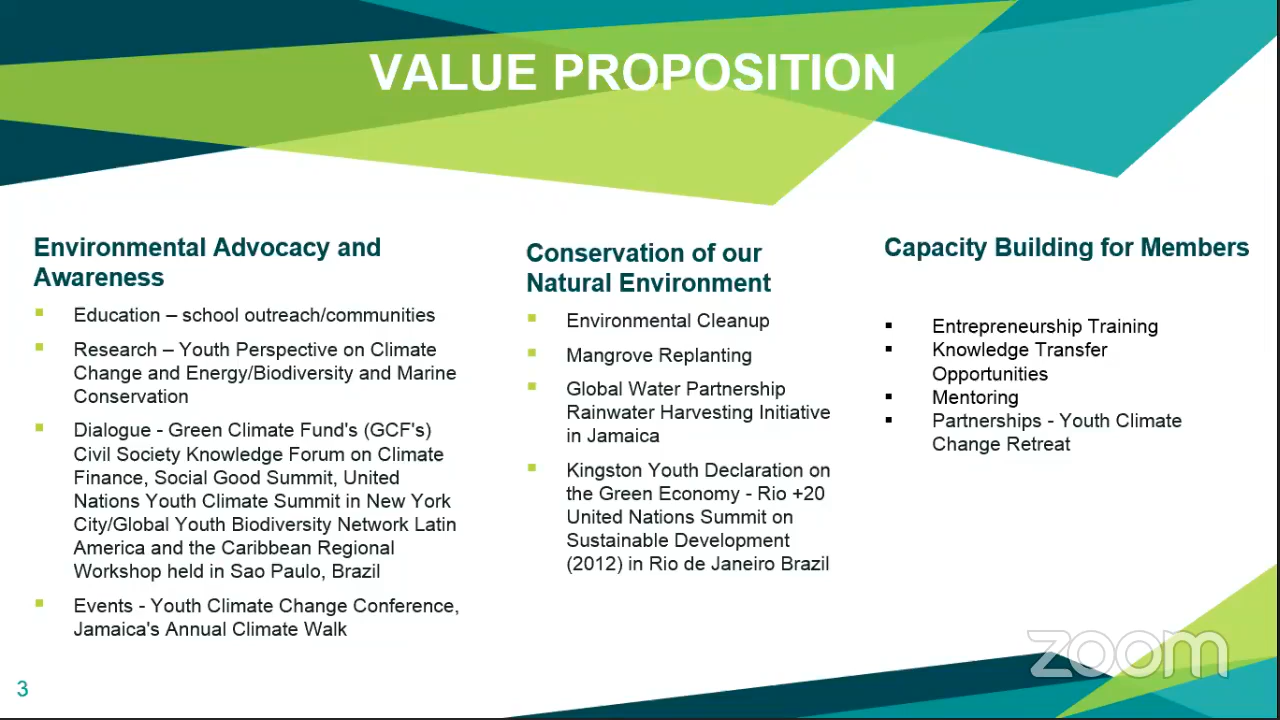 VALUE PROPOSITION
Environmental Advocacy and
Awareness
Education – school outreach/communities
Research – Youth Perspective on Climate
Change and Energy/Biodiversity and Marine
Conservation
Dialogue - Green Climate Fund's (GCF's)
Civil Society Knowledge Forum on Climate
Finance, Social Good Summit, United
Nations Youth Climate Summit in New York
City/Global Youth Biodiversity Network Latin
America and the Caribbean Regional
Workshop held in Sao Paulo, Brazil
Events - Youth Climate Change Conference,
Jamaica's Annual Climate Walk
Conservation of our
Natural Environment
Environmental Cleanup
Mangrove Replanting
Global Water Partnership
Rainwater Harvesting Initiative
in Jamaica
Kingston Youth Declaration on
the Green Economy - Rio +20
United Nations Summit on
Sustainable Development
(2012) in Rio de Janeiro Brazil
Capacity Building for Members
Entrepreneurship Training
Knowledge Transfer
Opportunities
Mentoring
Partnerships - Youth Climate
Change Retreat
zoom
3